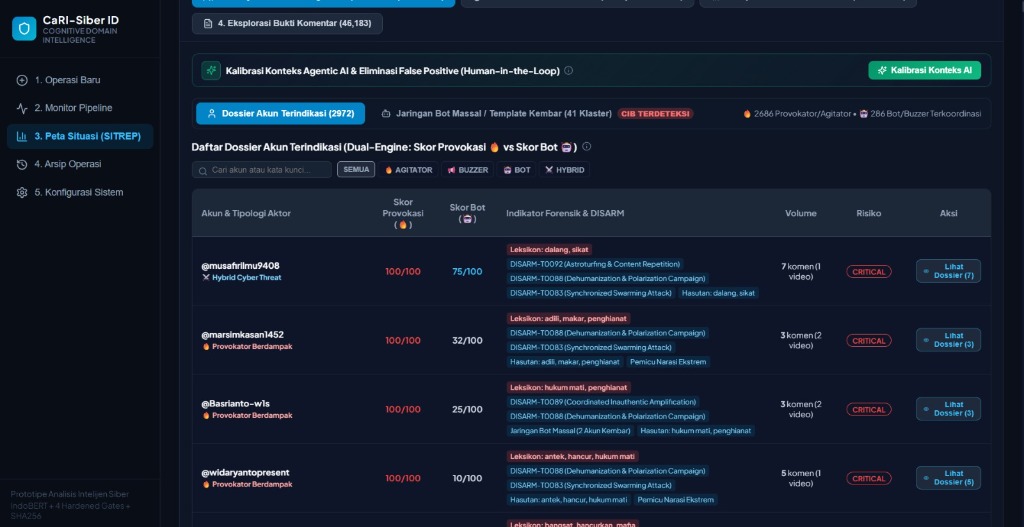 CaRI-Siber ID
COGNITIVE DOMAIN
INTELLIGENCE
1. Operasi Baru
2. Monitor Pipeline
3. Peta Situasi (SITREP)
4. Arsip Operasi
5. Konfigurasi Sistem
Prototipe Analisis Intelijen Siber
IndoBERT + 4 Hardened Gates +
SHA256
4. Eksplorasi Bukti Komentar (46,183)
Kalibrasi Konteks Agentic AI & Eliminasi False Positive (Human-in-the-Loop)
Kalibrasi Konteks AI
Dossier Akun Terindikasi (2972)
Jaringan Bot Massal / Template Kembar (41 Klaster)
CIB TERDETEKSI
🔥 2686 Provokator/Agitator • 🤖 286 Bot/Buzzer Terkoordinasi
Daftar Dossier Akun Terindikasi (Dual-Engine: Skor Provokasi 🔥 vs Skor Bot 🤖)
Cari akun atau kata kunci...
SEMUA
🔥 AGITATOR
📢 BUZZER
🤖 BOT
⚔️ HYBRID
Akun & Tipologi Aktor
Skor
Provokasi
(🔥)
Skor Bot
(🤖)
Indikator Forensik & DISARM
Volume
Risiko
Aksi
@musafirilmu9408
⚔️ Hybrid Cyber Threat
100/100
75/100
Leksikon: dalang, sikat
DISARM-T0092 (Astroturfing & Content Repetition)
DISARM-T0088 (Dehumanization & Polarization Campaign)
DISARM-T0083 (Synchronized Swarming Attack)
Hasutan: dalang, sikat
7 komen (1
video)
CRITICAL
Lihat
Dossier (7)
@marsimkasan1452
🔥 Provokator Berdampak
100/100
32/100
Leksikon: adili, makar, penghianat
DISARM-T0088 (Dehumanization & Polarization Campaign)
DISARM-T0083 (Synchronized Swarming Attack)
Hasutan: adili, makar, penghianat
Pemicu Narasi Ekstrem
3 komen (2
video)
CRITICAL
Lihat
Dossier (3)
@Basrianto-w1s
🔥 Provokator Berdampak
100/100
25/100
Leksikon: hukum mati, penghianat
DISARM-T0089 (Coordinated Inauthentic Amplification)
DISARM-T0088 (Dehumanization & Polarization Campaign)
Jaringan Bot Massal (2 Akun Kembar)
Hasutan: hukum mati, penghianat
3 komen (2
video)
CRITICAL
Lihat
Dossier (3)
@widaryantopresent
🔥 Provokator Berdampak
100/100
10/100
Leksikon: antek, hancur, hukum mati
DISARM-T0088 (Dehumanization & Polarization Campaign)
DISARM-T0083 (Synchronized Swarming Attack)
Hasutan: antek, hancur, hukum mati
Pemicu Narasi Ekstrem
5 komen (1
video)
CRITICAL
Lihat
Dossier (5)
Leksikon: bangsat, hancurkan, mafia